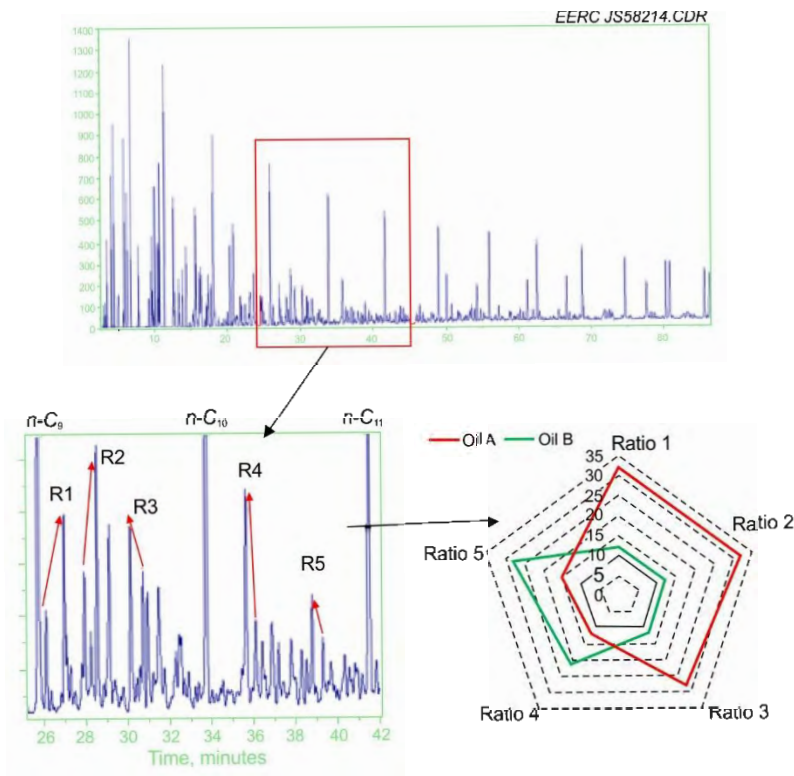 EERC JS58214.CDR
1400
1300
1200
1100
1000
900
800
700
600
500
400
300
200
100
0
10 20 30 40 50 60 70 80
n-C₉ n-C₁₀ n-C₁₁
R1
R2
R3
R4
R5
26 28 30 32 34 36 38 40 42
Time, minutes
Oil A Oil B
Ratio 1
Ratio 2
Ratio 3
Ratio 4
Ratio 5
35
30
25
20
15
10
5
0